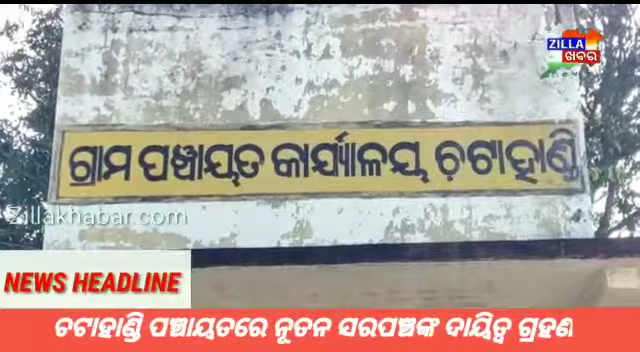 ZILLA
ଖବର
ଗ୍ରାମ ପଞ୍ଚାୟତ କାର୍ଯ୍ୟାଳୟ ଚଟାହାଣ୍ଡି
Zillakhabar.com
NEWS HEADLINE
ଚଟାହାଣ୍ଡି ପଞ୍ଚାୟତରେ ନୂତନ ସରପଞ୍ଚଙ୍କ ଦାୟିତ୍ଵ ଗ୍ରହଣ